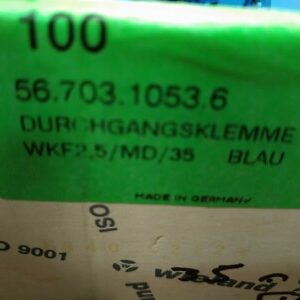 100
56.703.1053.6
DURCHGANGSKLEMME
WKF2,5/MD/35 BLAU
MADE IN GERMANY
ISO
9001
wieland